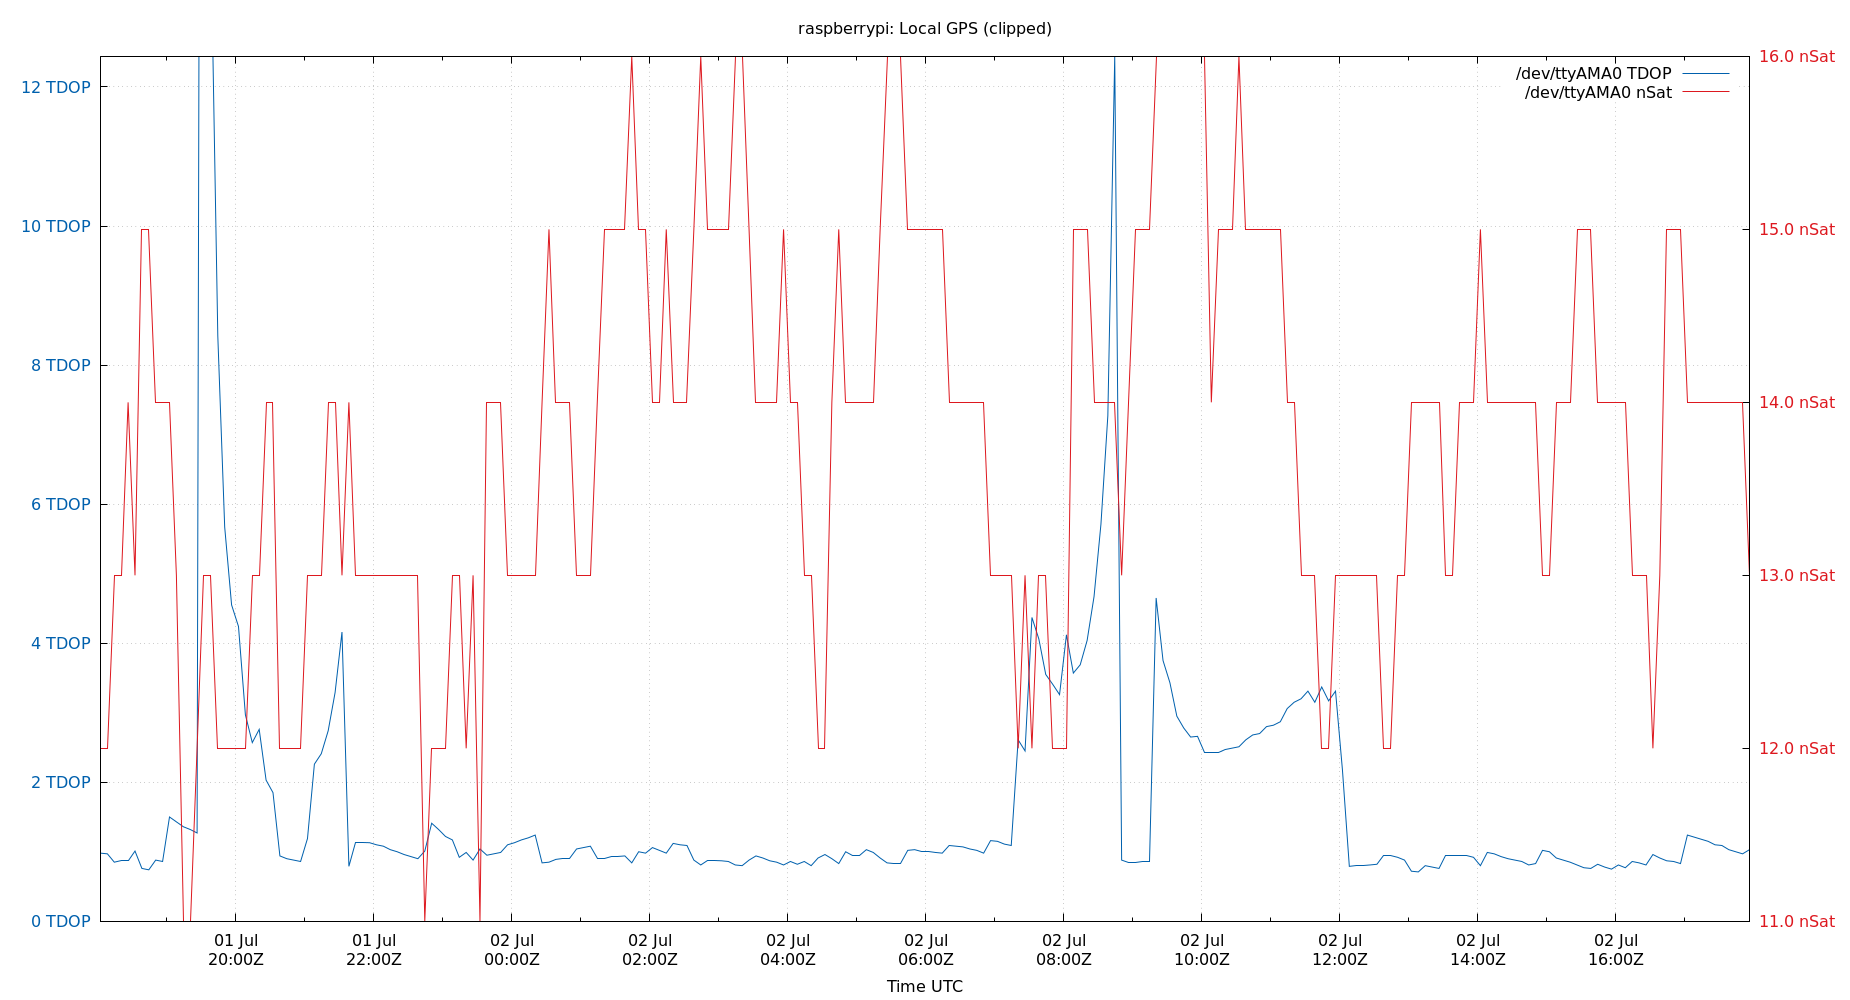 raspberrypi: Local GPS (clipped)
/dev/ttyAMA0 TDOP
/dev/ttyAMA0 nSat
12 TDOP
10 TDOP
8 TDOP
6 TDOP
4 TDOP
2 TDOP
0 TDOP
16.0 nSat
15.0 nSat
14.0 nSat
13.0 nSat
12.0 nSat
11.0 nSat
01 Jul
20:00Z
01 Jul
22:00Z
02 Jul
00:00Z
02 Jul
02:00Z
02 Jul
04:00Z
02 Jul
06:00Z
02 Jul
08:00Z
02 Jul
10:00Z
02 Jul
12:00Z
02 Jul
14:00Z
02 Jul
16:00Z
Time UTC